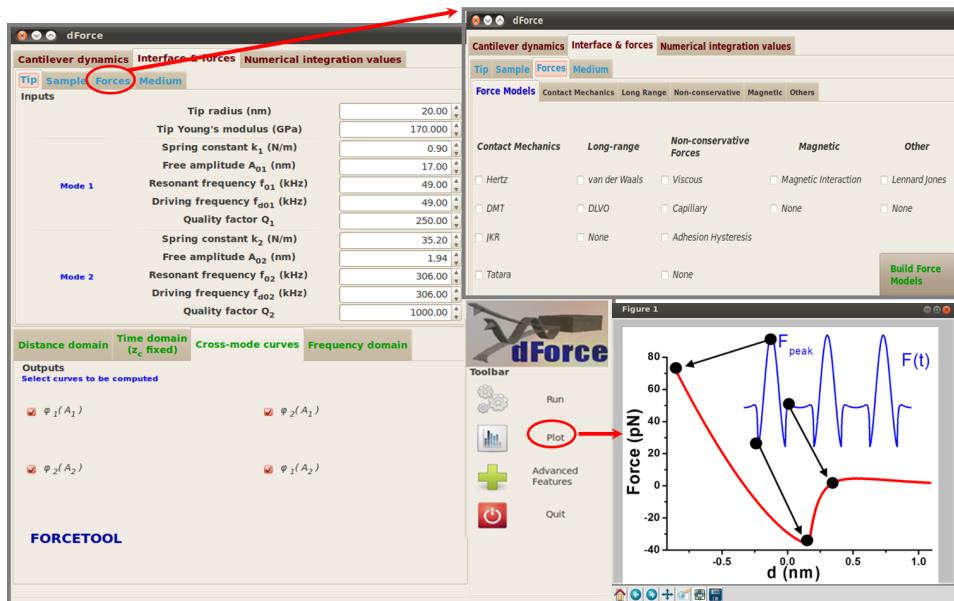 dForce
Cantilever dynamics Interface & forces Numerical integration values
Tip Sample Forces Medium
Inputs
Tip radius (nm) 20.00
Tip Young's modulus (GPa) 170.000
Mode 1
Spring constant k1 (N/m) 0.90
Free amplitude A01 (nm) 17.00
Resonant frequency f01 (kHz) 49.00
Driving frequency fd01 (kHz) 49.00
Quality factor Q1 250.00
Mode 2
Spring constant k2 (N/m) 35.20
Free amplitude A02 (nm) 1.94
Resonant frequency f02 (kHz) 306.00
Driving frequency fd02 (kHz) 306.00
Quality factor Q2 1000.00
Distance domain Time domain (zc fixed) Cross-mode curves Frequency domain
Outputs
Select curves to be computed
φ1(A1) φ2(A1)
φ2(A2) φ1(A2)
FORCETOOL
dForce
Cantilever dynamics Interface & forces Numerical integration values
Tip Sample Forces Medium
Force Models Contact Mechanics Long Range Non-conservative Magnetic Others
Contact Mechanics Long-range Non-conservative Forces Magnetic Other
Hertz van der Waals Viscous Magnetic Interaction Lennard Jones
DMT DLVO Capillary None None
JKR None Adhesion Hysteresis
Tatara None
Build Force Models
dForce
Toolbar
Run
Plot
Advanced Features
Quit
Figure 1
Fpeak
F(t)
Force (pN)
80
60
40
20
0
-20
-40
-0.5 0.0 0.5 1.0
d (nm)